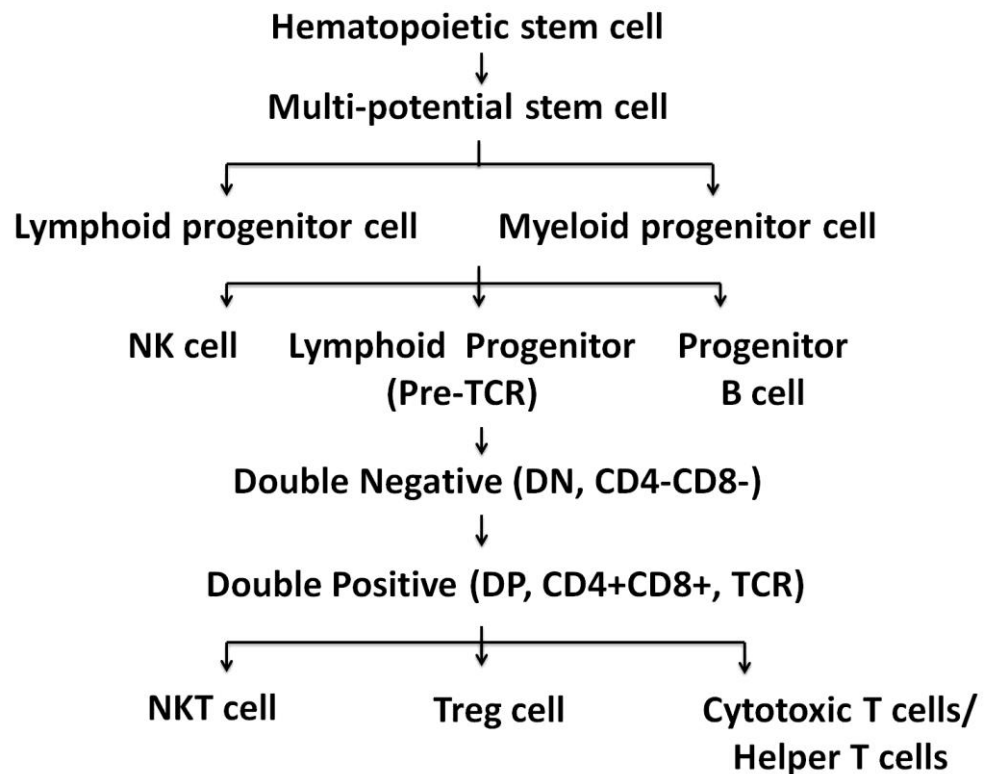 Hematopoietic stem cell
Multi-potential stem cell
Lymphoid progenitor cell
Myeloid progenitor cell
NK cell
Lymphoid Progenitor
(Pre-TCR)
Progenitor
B cell
Double Negative (DN, CD4-CD8-)
Double Positive (DP, CD4+CD8+, TCR)
NKT cell
Treg cell
Cytotoxic T cells/
Helper T cells